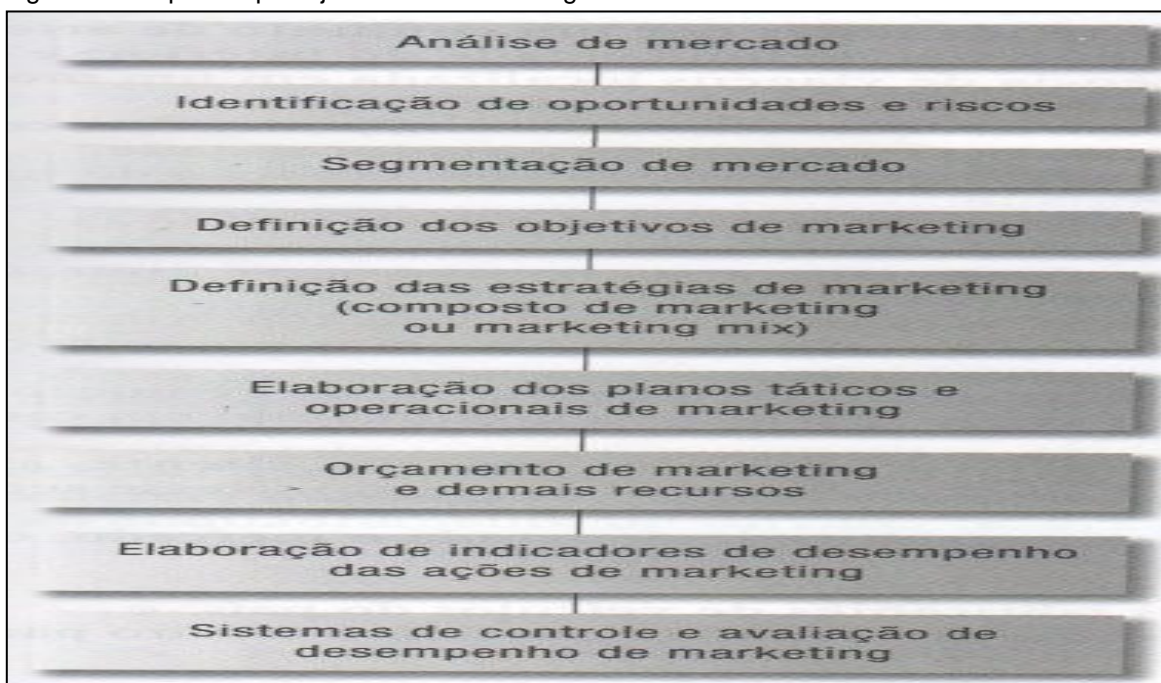 Análise de mercado
Identificação de oportunidades e riscos
Segmentação de mercado
Definição dos objetivos de marketing
Definição das estratégias de marketing
(composto de marketing
ou marketing mix)
Elaboração dos planos táticos e
operacionais de marketing
Orçamento de marketing
e demais recursos
Elaboração de indicadores de desempenho
das ações de marketing
Sistemas de controle e avaliação de
desempenho de marketing